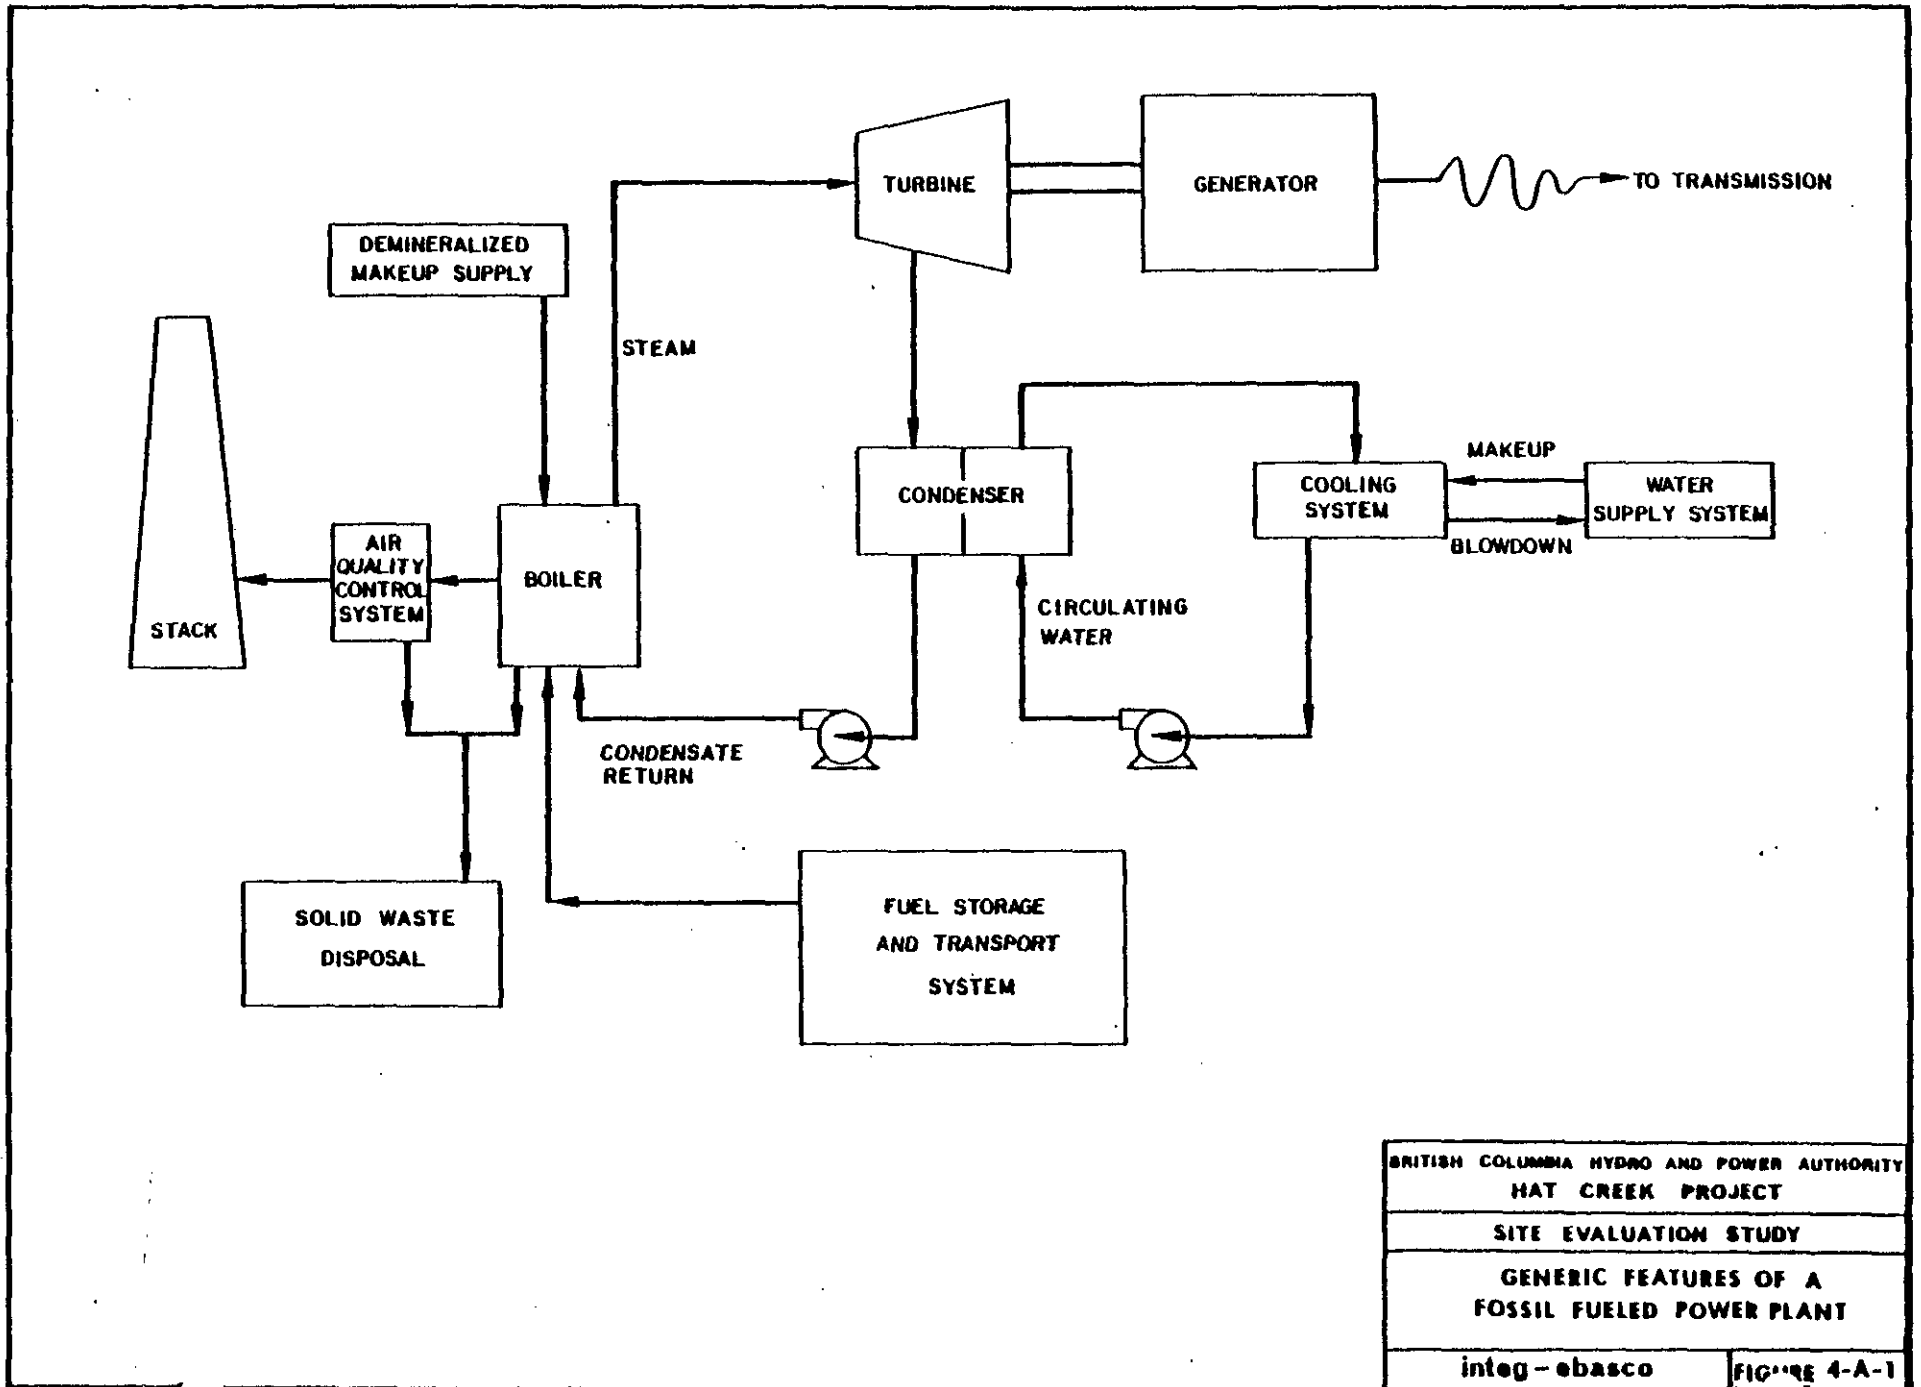 TURBINE
GENERATOR
TO TRANSMISSION
DEMINERALIZED
MAKEUP SUPPLY
STEAM
CONDENSER
COOLING
SYSTEM
MAKEUP
BLOWDOWN
WATER
SUPPLY SYSTEM
AIR
QUALITY
CONTROL
SYSTEM
BOILER
STACK
CIRCULATING
WATER
CONDENSATE
RETURN
SOLID WASTE
DISPOSAL
FUEL STORAGE
AND TRANSPORT
SYSTEM
BRITISH COLUMBIA HYDRO AND POWER AUTHORITY
HAT CREEK PROJECT
SITE EVALUATION STUDY
GENERIC FEATURES OF A
FOSSIL FUELED POWER PLANT
integ-ebasco
FIGURE 4-A-1